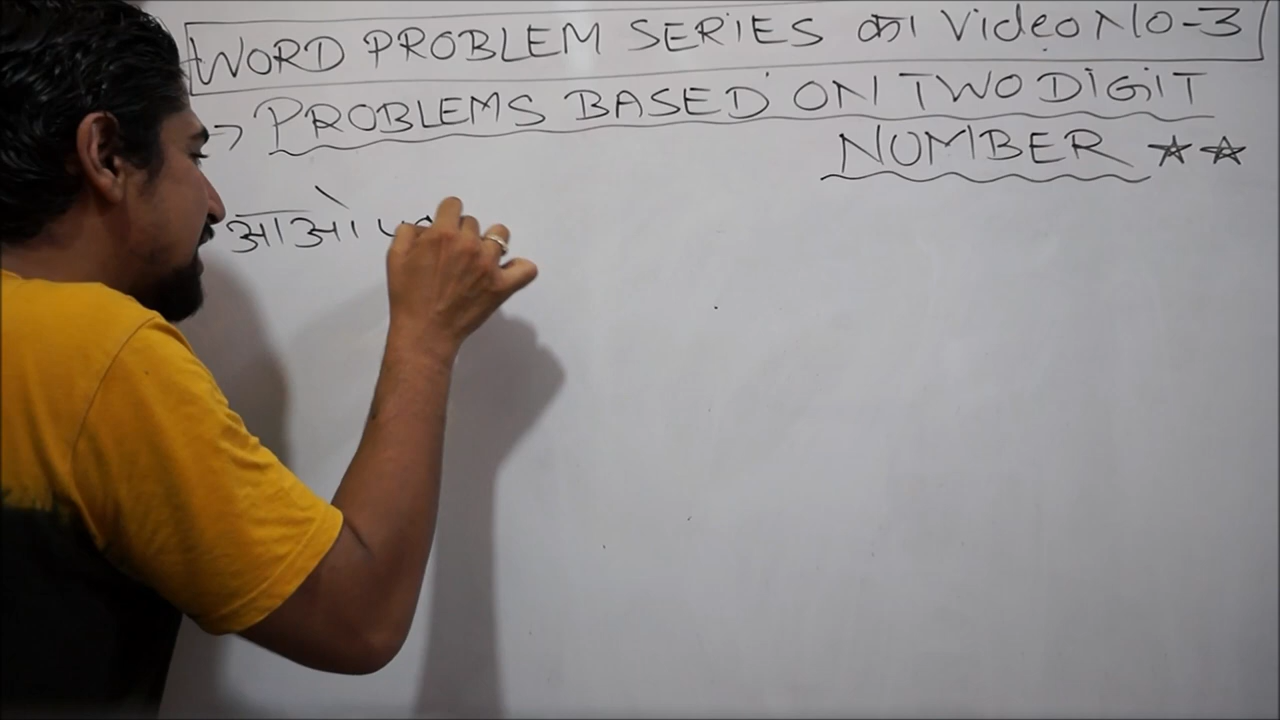 WORD PROBLEM SERIES का Video NO-3
→ PROBLEMS BASED ON TWO DIGIT
NUMBER ☆☆
आओ